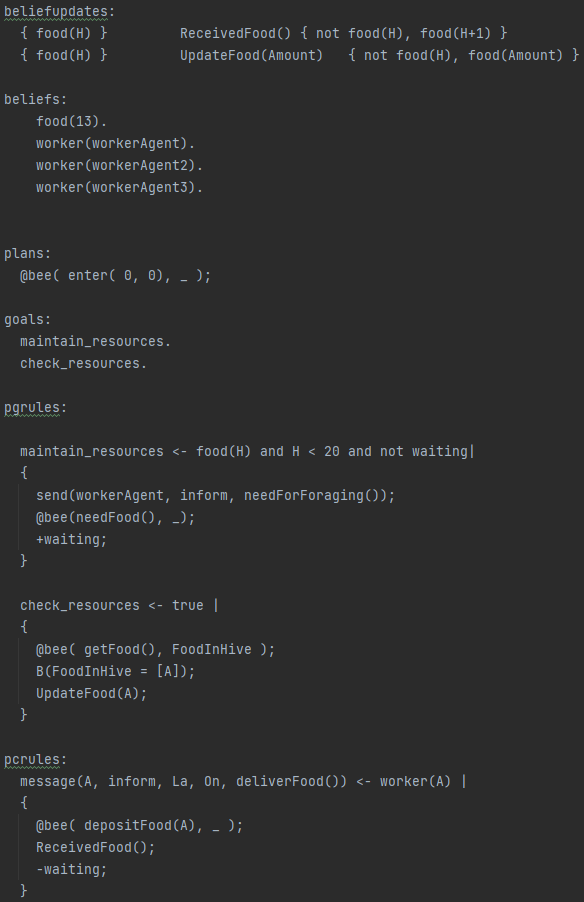 beliefupdates:
  { food(H) }         ReceivedFood() { not food(H), food(H+1) }
  { food(H) }         UpdateFood(Amount)   { not food(H), food(Amount) }
beliefs:
    food(13).
    worker(workerAgent).
    worker(workerAgent2).
    worker(workerAgent3).
plans:
  @bee( enter( 0, 0), _ );
goals:
  maintain_resources.
  check_resources.
pgrules:
  maintain_resources <- food(H) and H < 20 and not waiting|
  {
    send(workerAgent, inform, needForForaging());
    @bee(needFood(), _);
    +waiting;
  }
  check_resources <- true |
  {
    @bee( getFood(), FoodInHive );
    B(FoodInHive = [A]);
    UpdateFood(A);
  }
pcrules:
  message(A, inform, La, On, deliverFood()) <- worker(A) |
  {
    @bee( depositFood(A), _ );
    ReceivedFood();
    -waiting;
  }